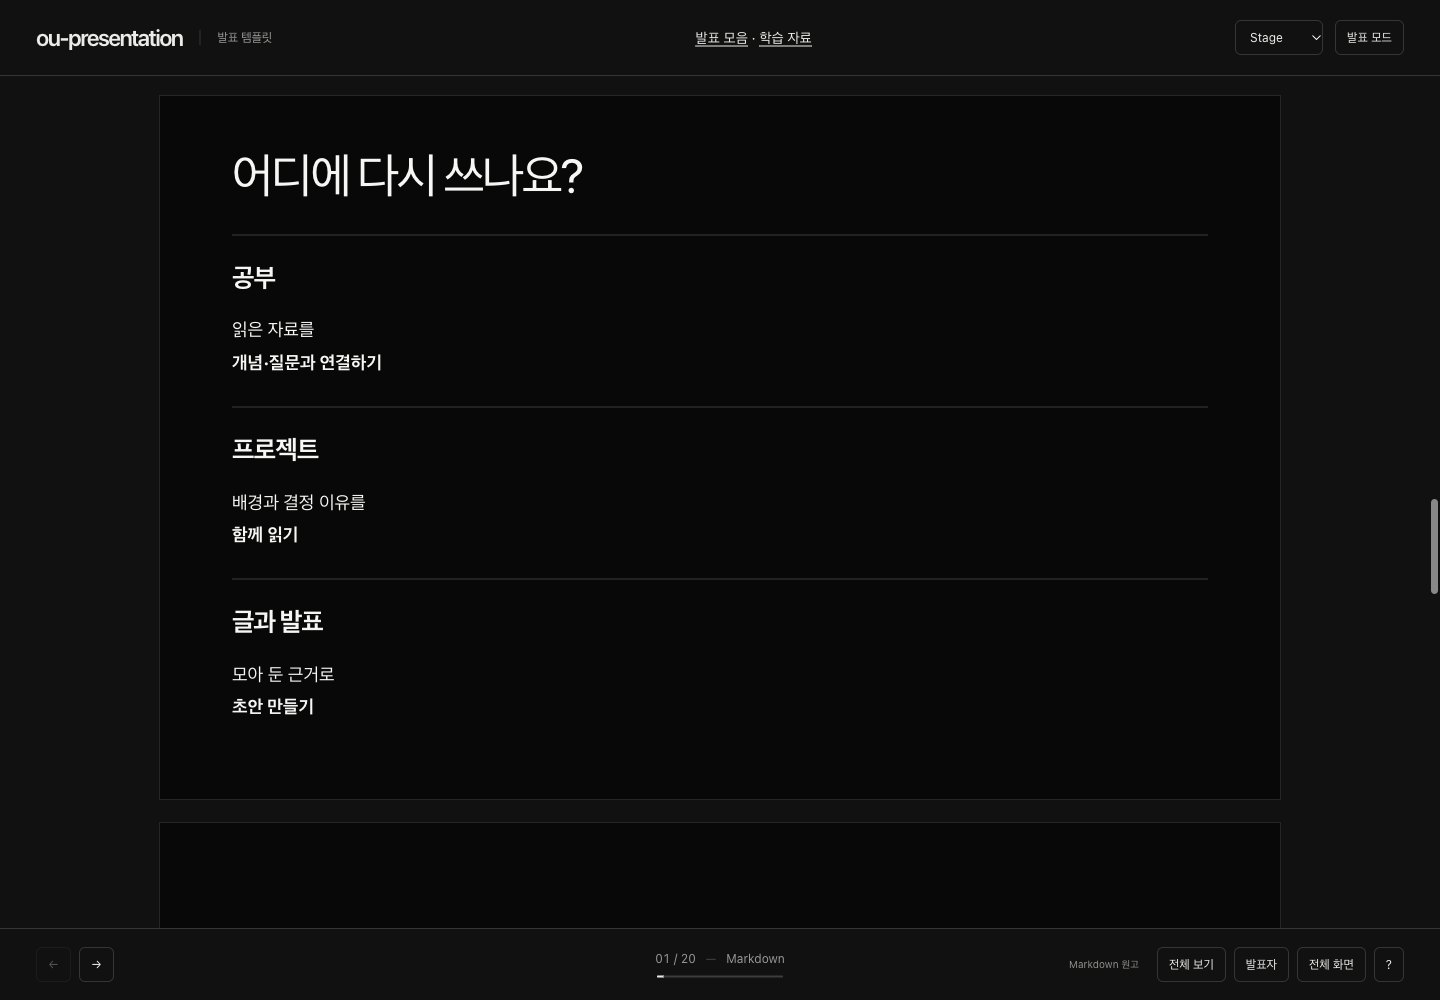 ou-presentation
발표 템플릿
발표 모음 · 학습 자료
Stage
발표 모드
어디에 다시 쓰나요?
공부
읽은 자료를
개념·질문과 연결하기
프로젝트
배경과 결정 이유를
함께 읽기
글과 발표
모아 둔 근거로
초안 만들기
← →
01 / 20 — Markdown
Markdown 원고
전체 보기
발표자
전체 화면
?